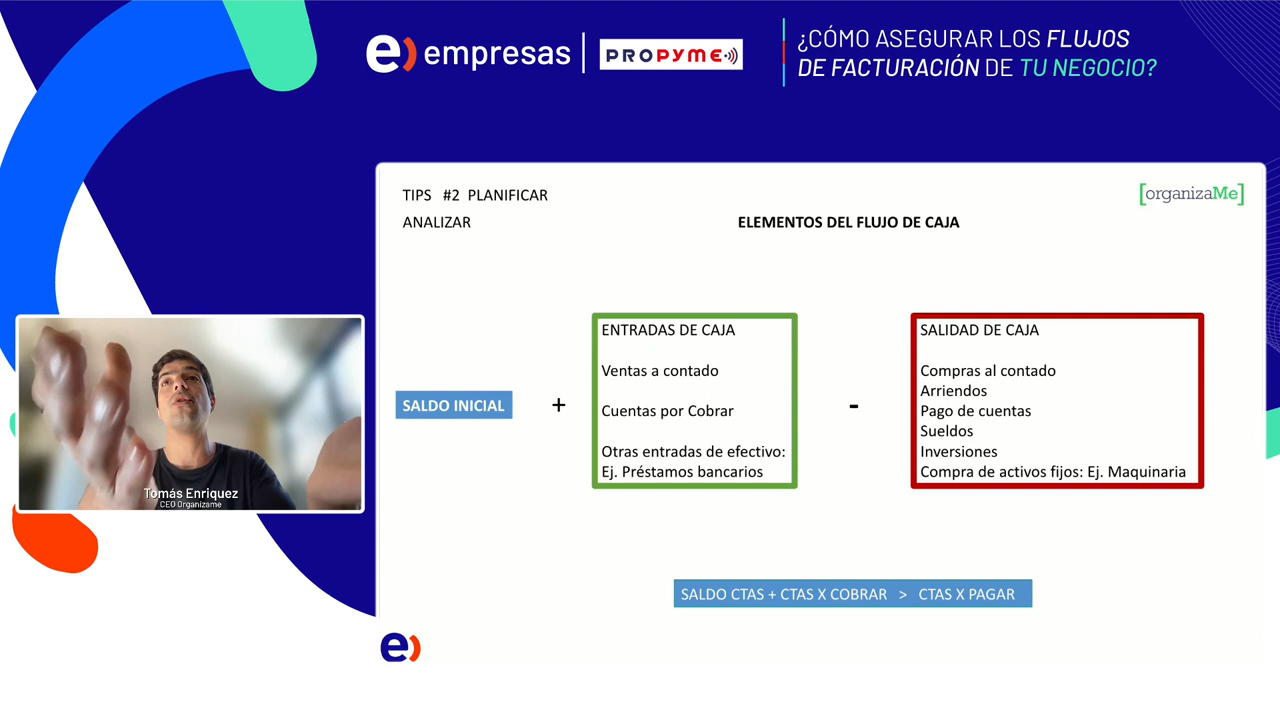 e) empresas
PROPYME
¿CÓMO ASEGURAR LOS FLUJOS
DE FACTURACIÓN DE TU NEGOCIO?
TIPS #2 PLANIFICAR
[organizaMe]
ANALIZAR
ELEMENTOS DEL FLUJO DE CAJA
SALDO INICIAL
+
ENTRADAS DE CAJA
Ventas a contado
Cuentas por Cobrar
Otras entradas de efectivo:
Ej. Préstamos bancarios
-
SALIDAD DE CAJA
Compras al contado
Arriendos
Pago de cuentas
Sueldos
Inversiones
Compra de activos fijos: Ej. Maquinaria
Tomás Enriquez
CEO Organízame
SALDO CTAS + CTAS X COBRAR > CTAS X PAGAR
e)